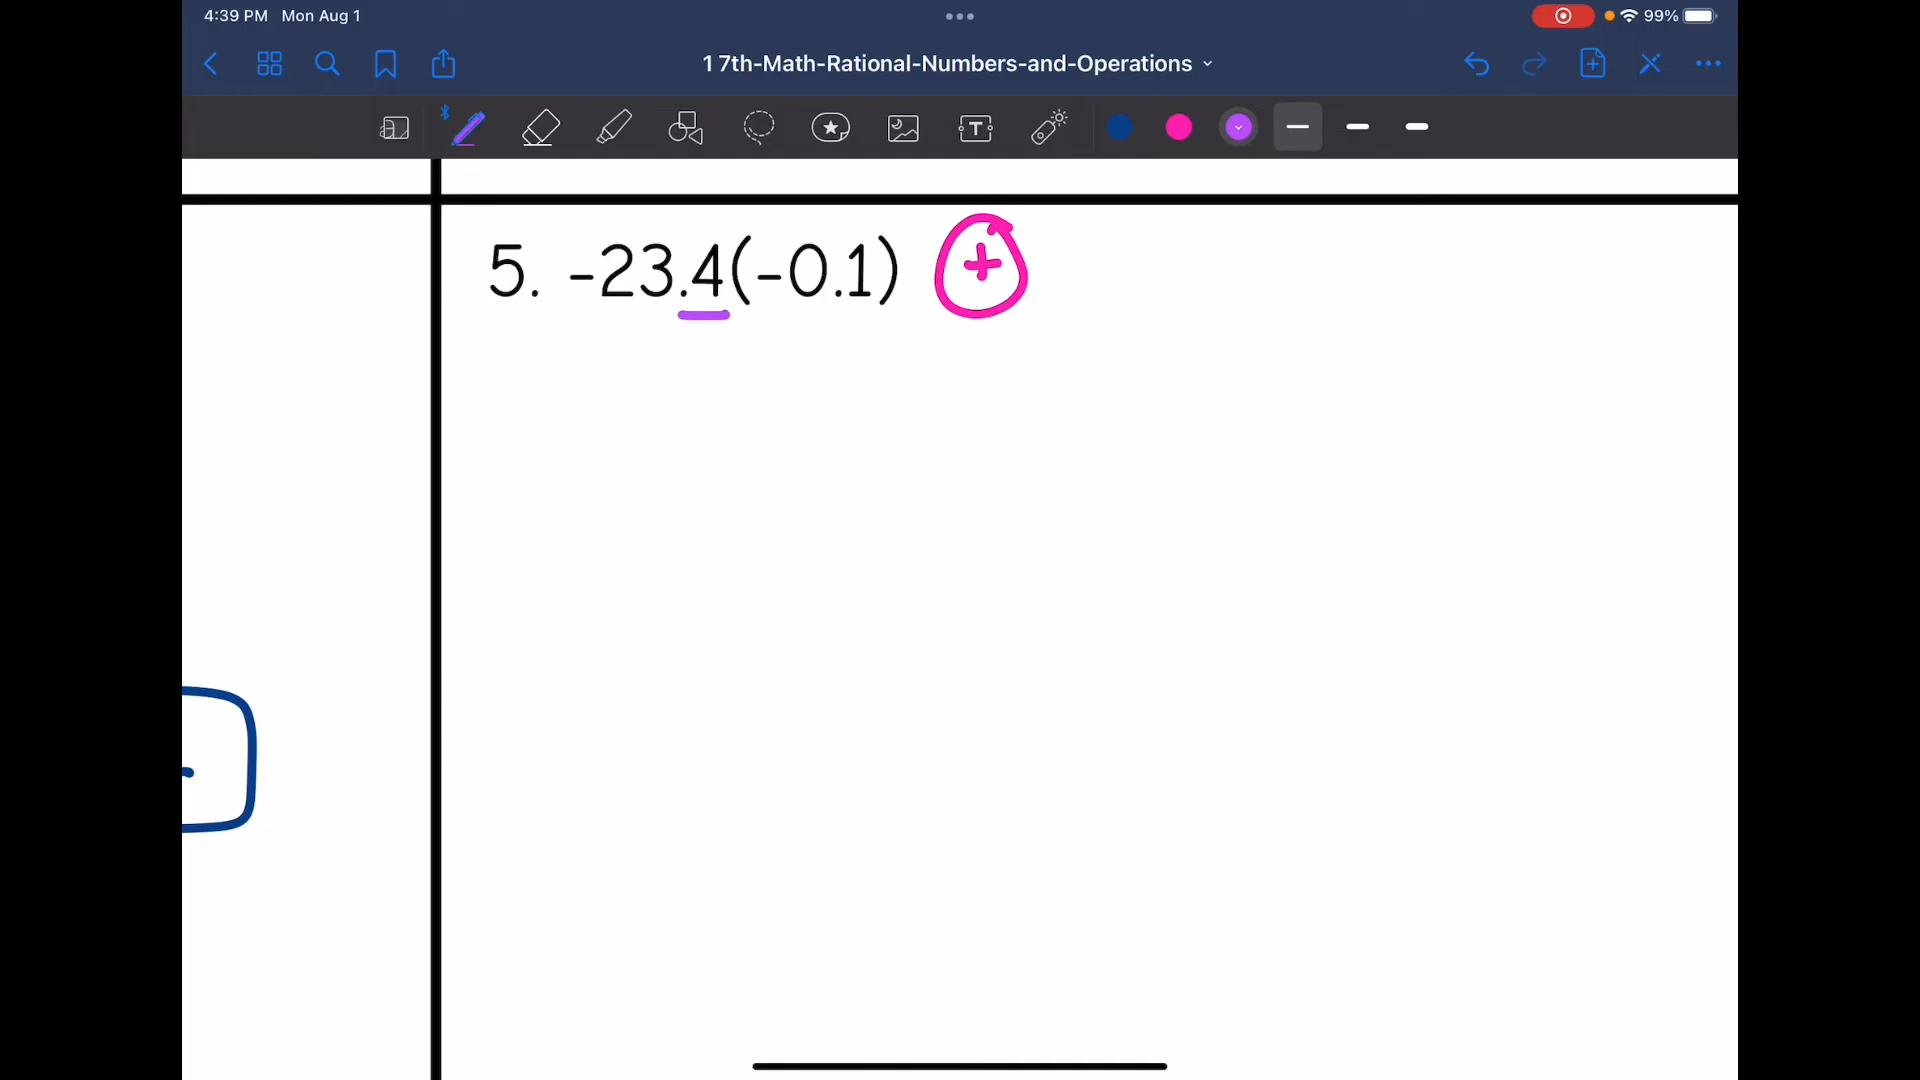 4:39 PM Mon Aug 1
99%
1 7th-Math-Rational-Numbers-and-Operations
5. -23.4(-0.1) +